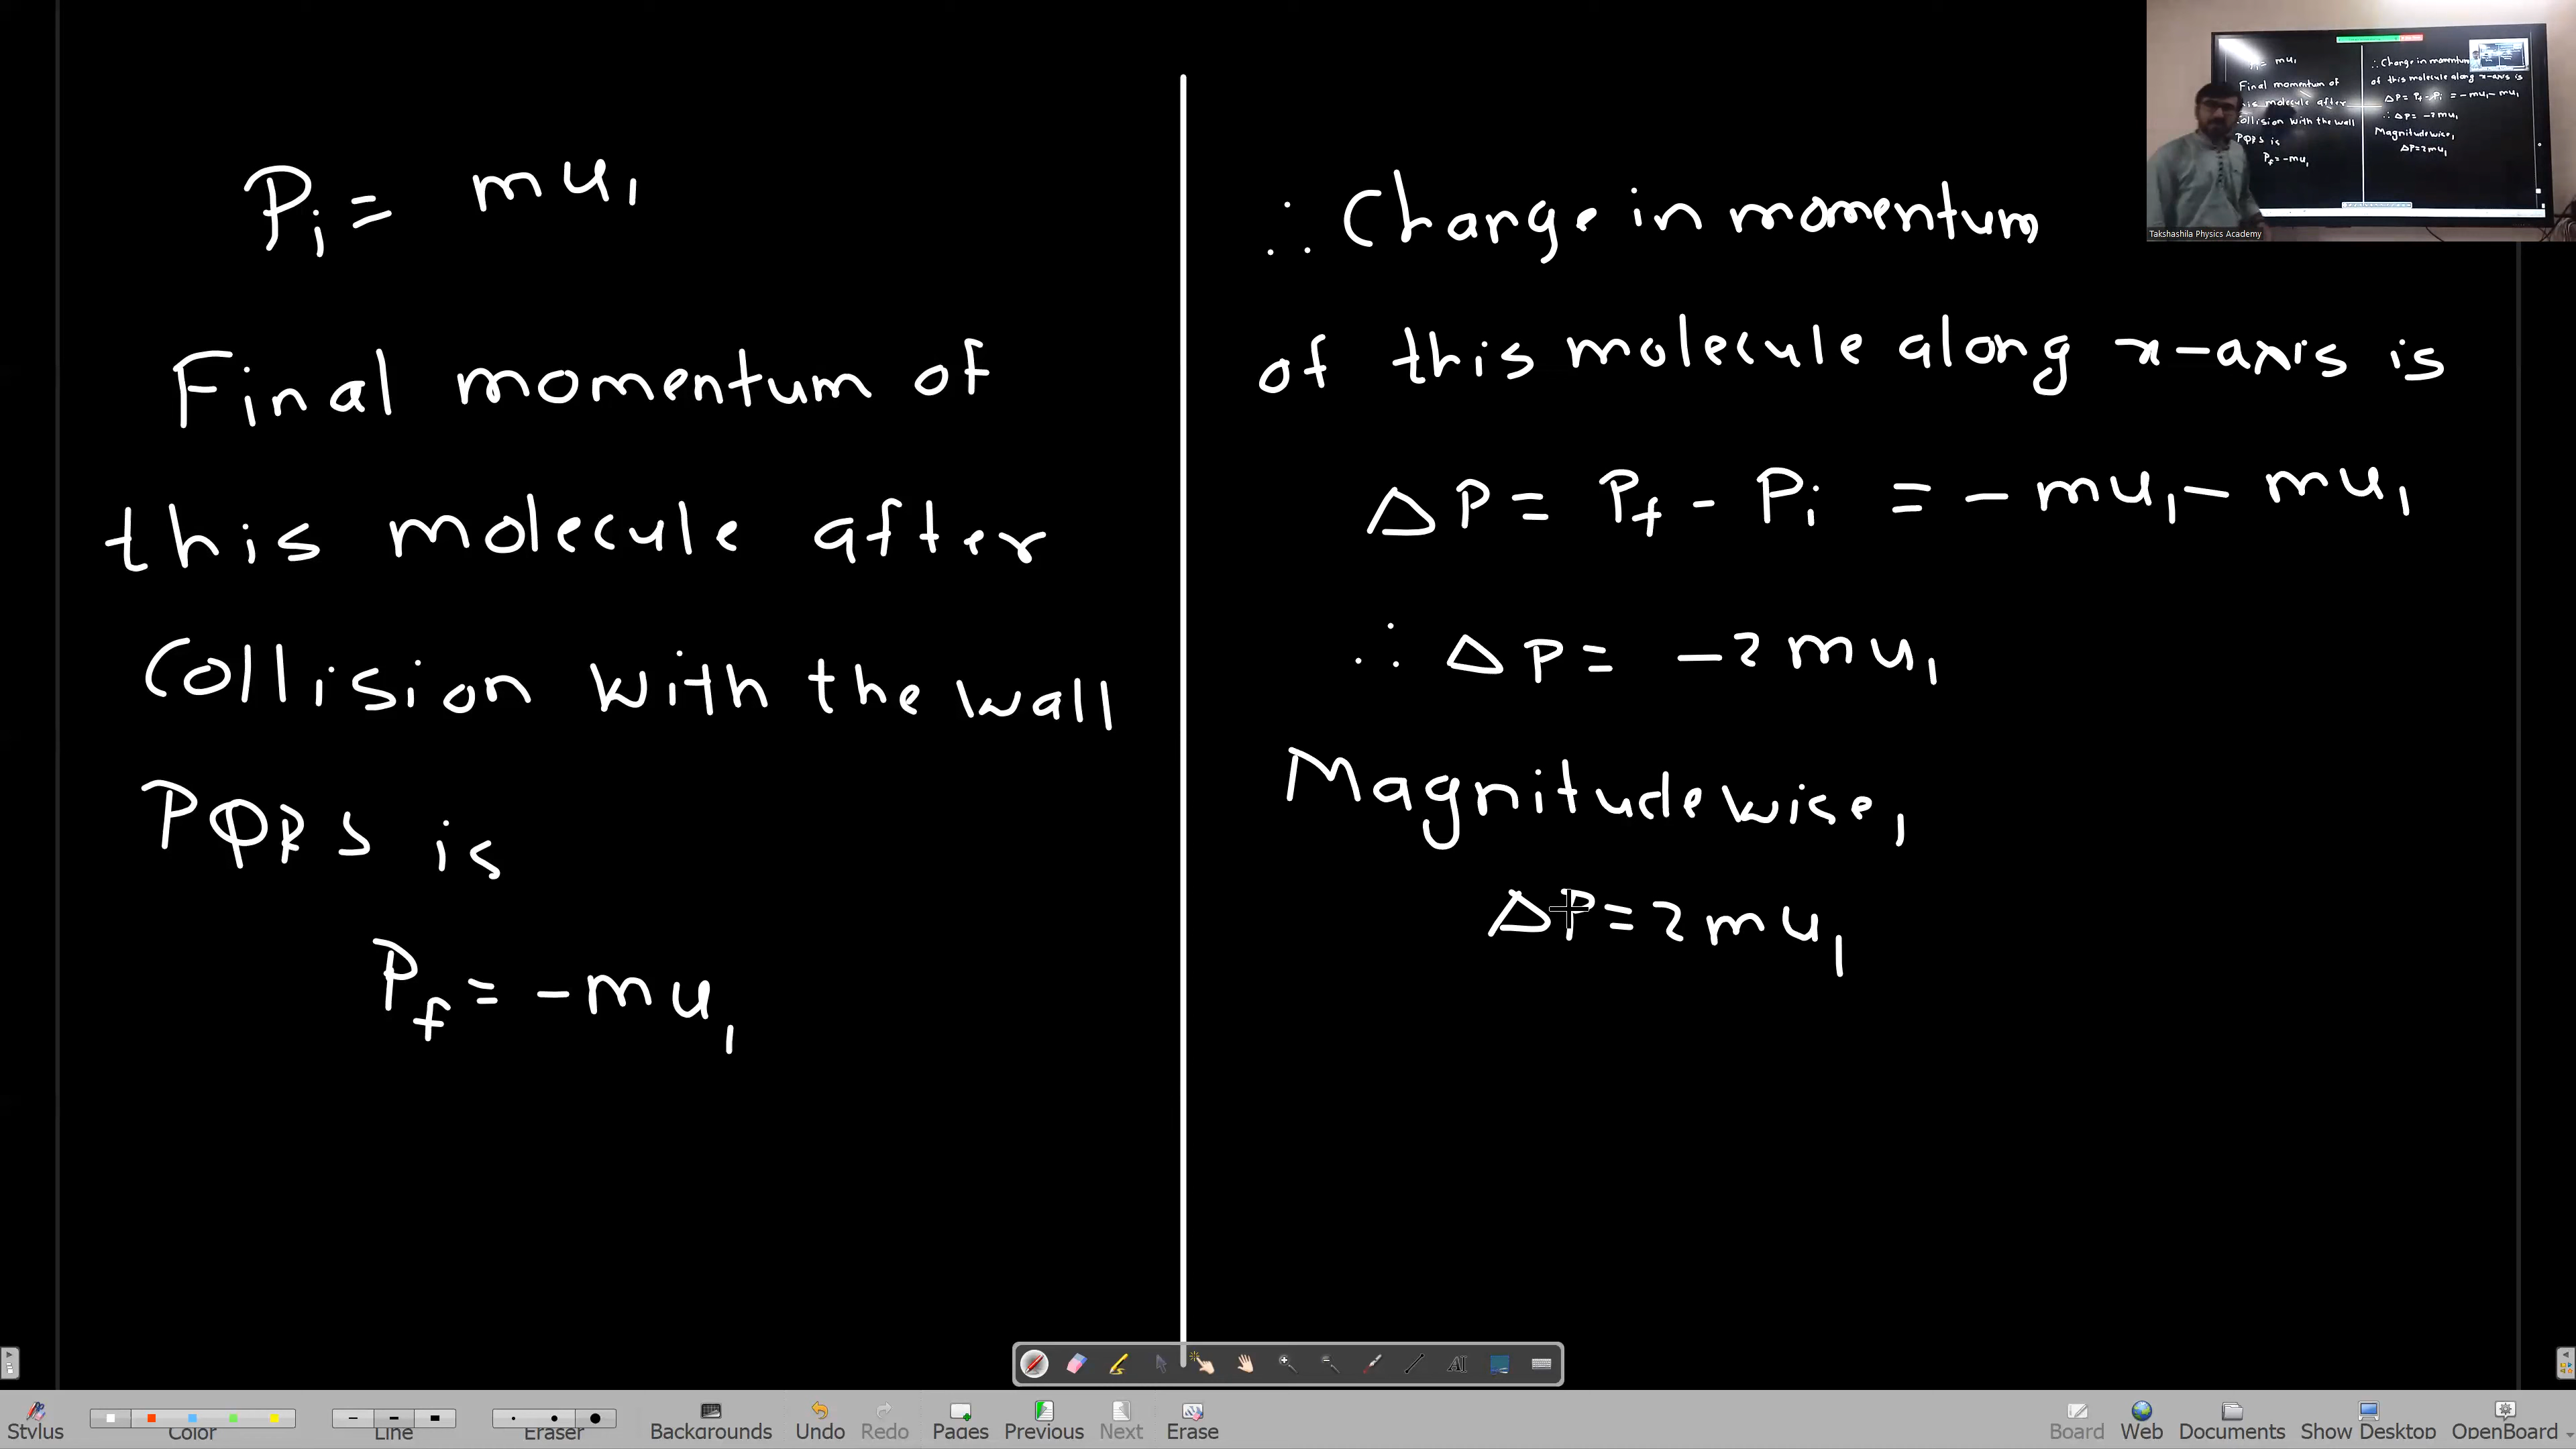 Pᵢ = mu₁
Final momentum of
this molecule after
Collision with the wall
PQRS is
P_f = -mu₁
∴ Change in momentum
of this molecule along x-axis is
ΔP = P_f - Pᵢ = -mu₁ - mu₁
∴ ΔP = -2mu₁
Magnitudewise,
ΔP = 2mu₁
Takshashila Physics Academy
Stylus
Color
Line
Eraser
Backgrounds
Undo
Redo
Pages
Previous
Next
Erase
Board
Web
Documents
Show Desktop
OpenBoard